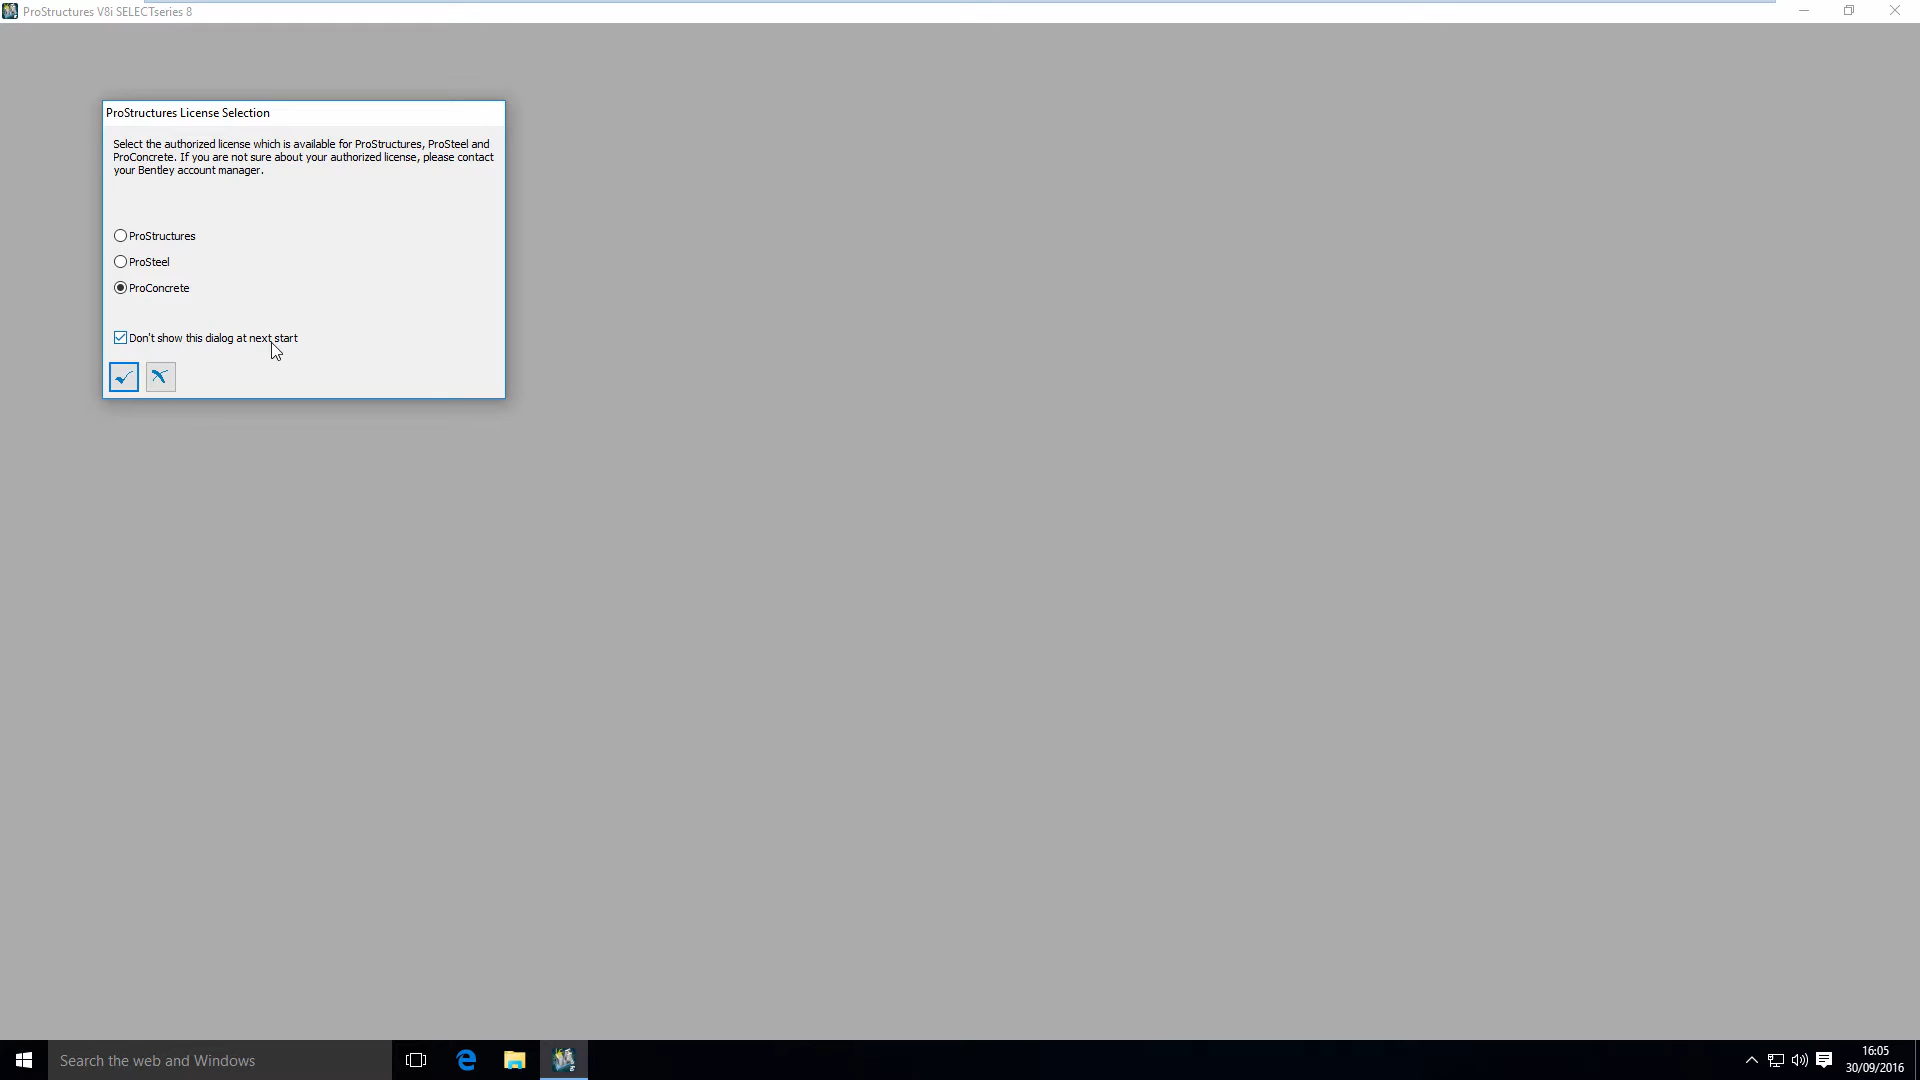 ProStructures V8i SELECTseries 8
ProStructures License Selection
Select the authorized license which is available for ProStructures, ProSteel and
ProConcrete. If you are not sure about your authorized license, please contact
your Bentley account manager.
ProStructures
ProSteel
ProConcrete
Don't show this dialog at next start
Search the web and Windows
16:05
30/09/2016